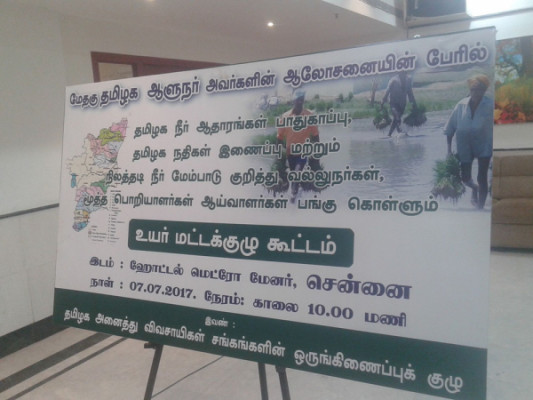 மேதகு தமிழக ஆளுநர் அவர்களின் ஆலோசனையின் பேரில்
தமிழக நீர் ஆதாரங்கள் பாதுகாப்பு,
தமிழக நதிகள் இணைப்பு மற்றும்
நிலத்தடி நீர் மேம்பாடு குறித்து வல்லுநர்கள்,
மூத்த பொறியாளர்கள் ஆய்வாளர்கள் பங்கு கொள்ளும்
உயர் மட்டக்குழு கூட்டம்
இடம் : ஹோட்டல் மெட்ரோ மேனர், சென்னை
நாள் : 07.07.2017, நேரம்: காலை 10.00 மணி
இவண் :
தமிழக அனைத்து விவசாயிகள் சங்கங்களின் ஒருங்கிணைப்புக் குழு